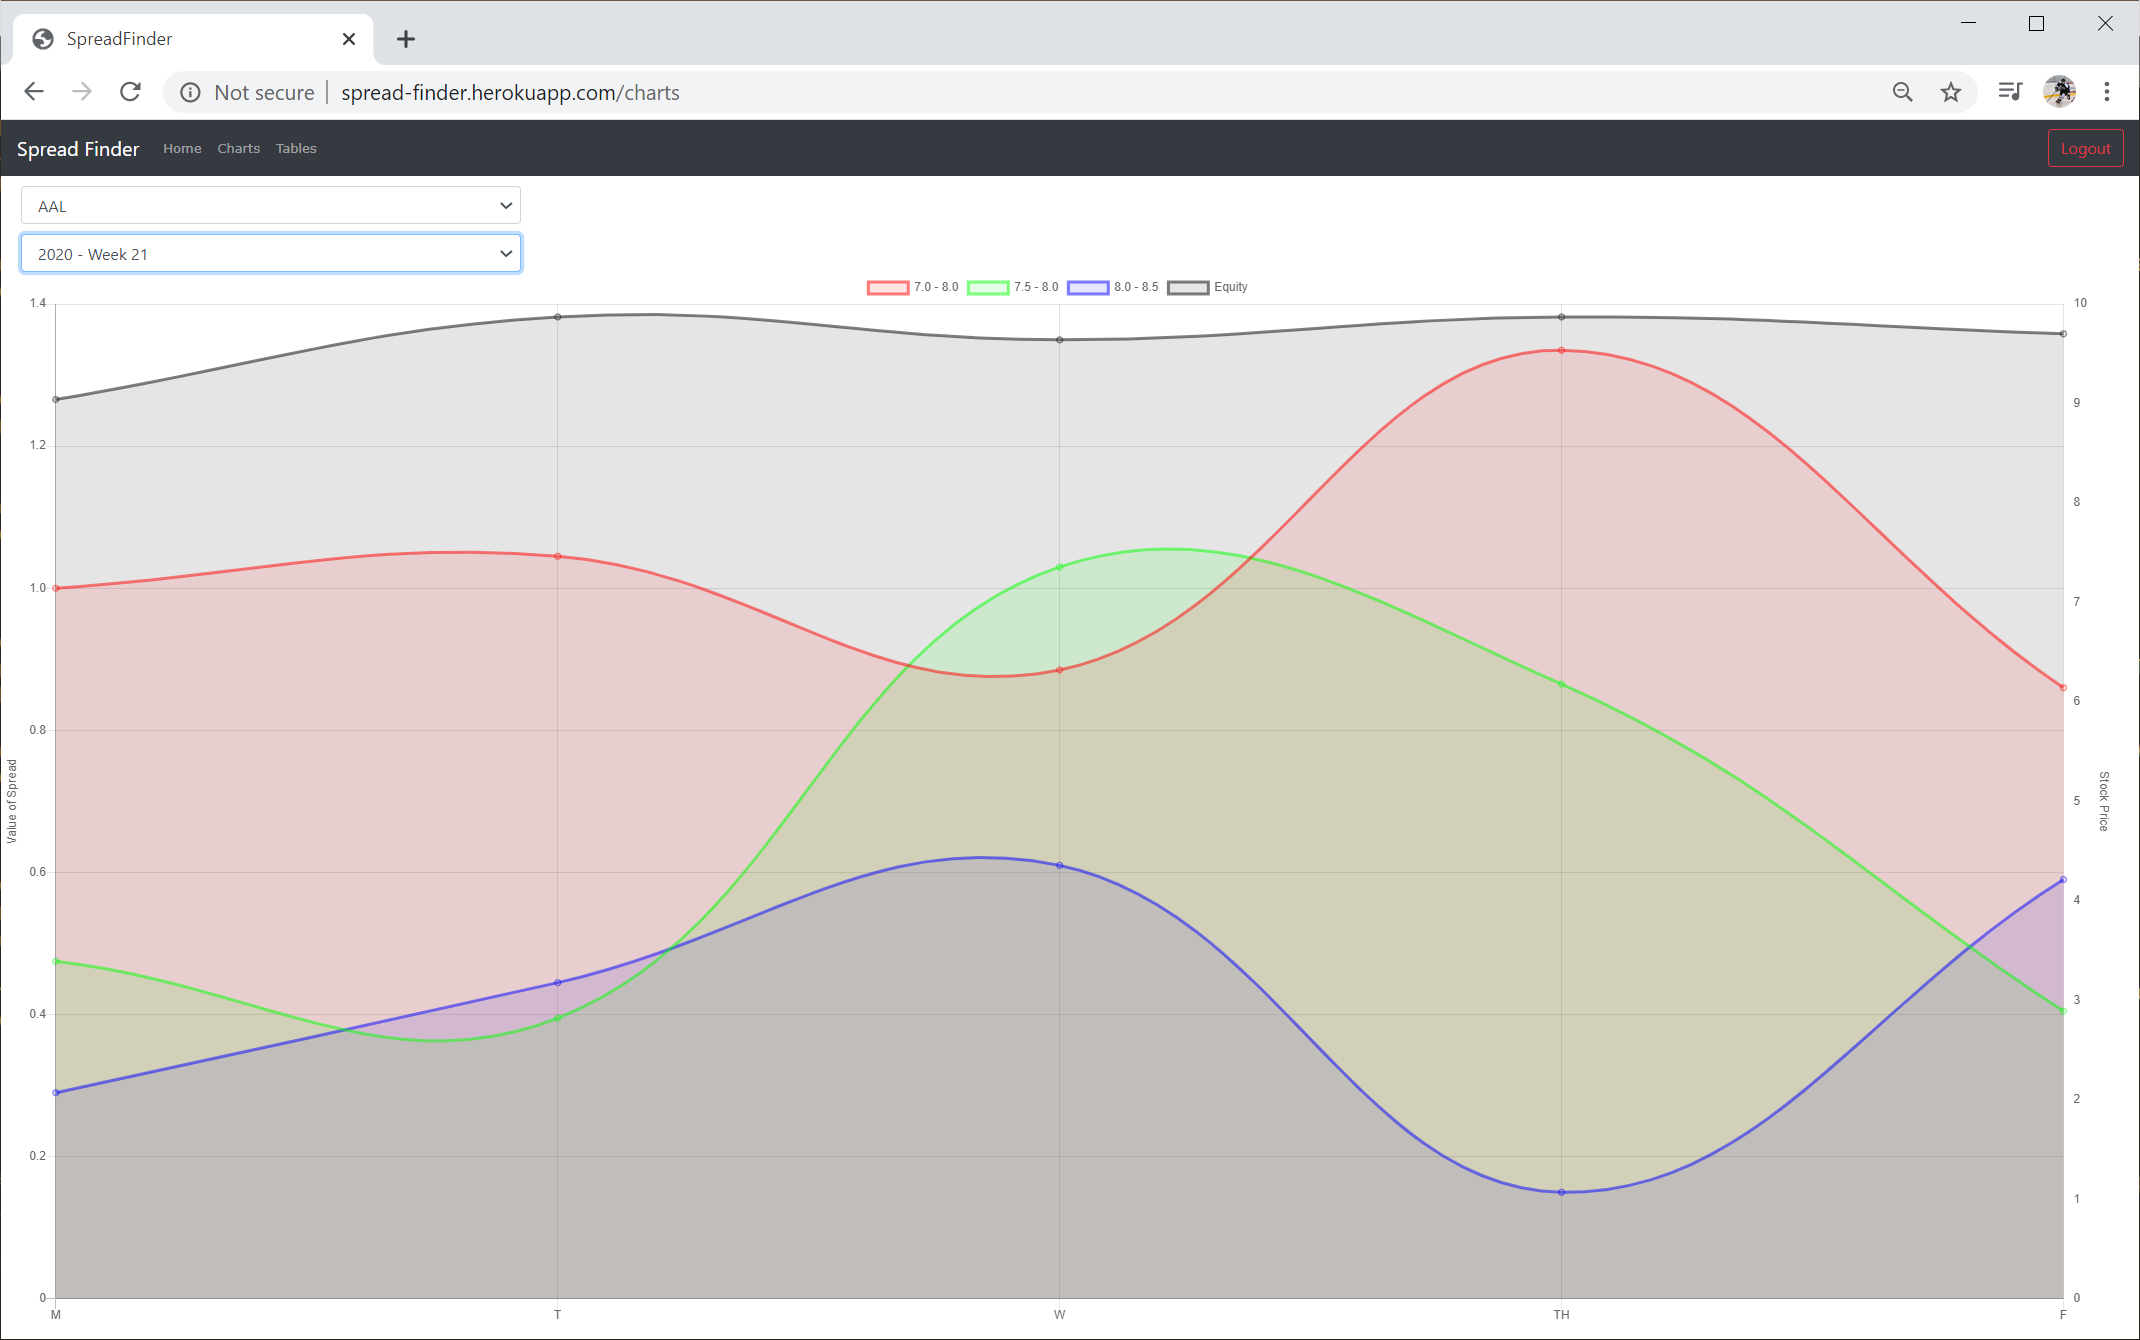 SpreadFinder
Not secure spread-finder.herokuapp.com/charts
Spread Finder Home Charts Tables Logout
AAL
2020 - Week 21
7.0 - 8.0 7.5 - 8.0 8.0 - 8.5 Equity
1.4
1.2
1.0
0.8
0.6
0.4
0.2
0
Value of Spread
10
9
8
7
6
5
4
3
2
1
0
Stock Price
M T W TH F